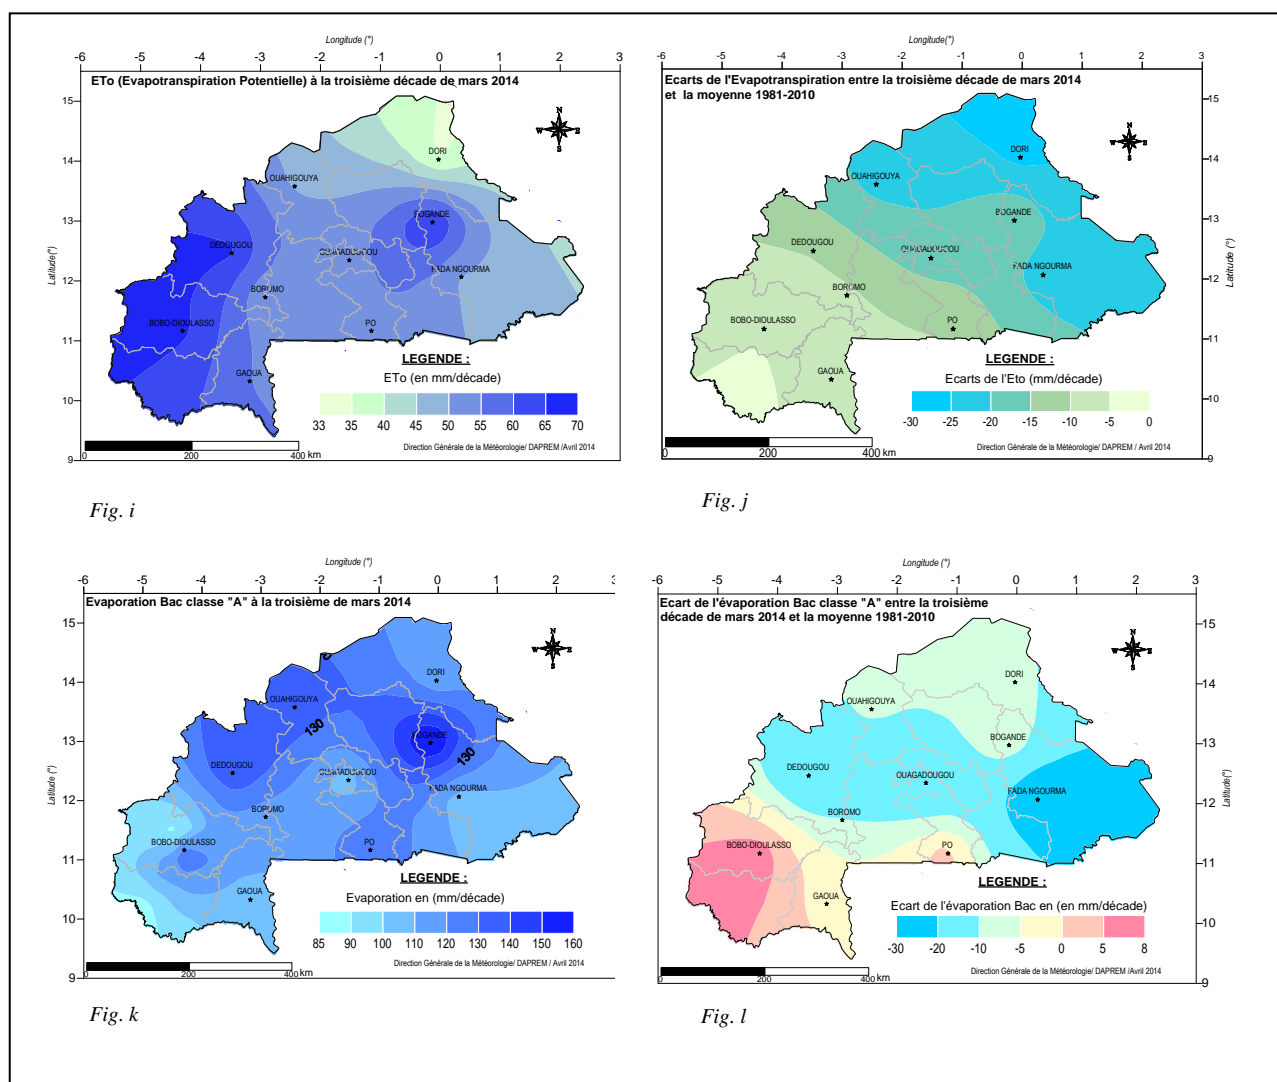 Longitude (°)
-6 -5 -4 -3 -2 -1 0 1 2 3
ETo (Evapotranspiration Potentielle) à la troisième décade de mars 2014
15
14
13
12
11
10
9
Latitude(°)
N
W E
S
DORI
OUAHIGOUYA
BOGANDE
DEDOUGOU
OUAGADOUGOU
FADA NGOURMA
BOROMO
BOBO-DIOULASSO
PO
GAOUA
LEGENDE :
ETo (en mm/décade)
33 35 40 45 50 55 60 65 70
0 200 400 km
Direction Générale de la Météorologie/ DAPREM /Avril 2014
Fig. i
Longitude(°)
-6 -5 -4 -3 -2 -1 0 1 2 3
Ecarts de l'Evapotranspiration entre la troisième décade de mars 2014
et la moyenne 1981-2010
15
14
13
12
11
10
9
Latitude (°)
N
W E
S
DORI
OUAHIGOUYA
BOGANDE
DEDOUGOU
OUAGADOUGOU
FADA NGOURMA
BOROMO
BOBO-DIOULASSO
PO
GAOUA
LEGENDE :
Ecarts de l'Eto (mm/décade)
-30 -25 -20 -15 -10 -5 0
0 200 400 km
Direction Générale de la Météorologie/ DAPREM / Avril 2014
Fig. j
Longitude (°)
-6 -5 -4 -3 -2 -1 0 1 2 3
Evaporation Bac classe "A" à la troisième de mars 2014
15
14
13
12
11
10
9
Latitude (°)
N
W E
S
DORI
OUAHIGOUYA
130
BOGANDE
130
DEDOUGOU
OUAGADOUGOU
FADA NGOURMA
BOROMO
BOBO-DIOULASSO
PO
GAOUA
LEGENDE :
Evaporation en (mm/décade)
85 90 100 110 120 130 140 150 160
0 200 400 km
Direction Générale de la Météorologie/ DAPREM / Avril 2014
Fig. k
Longitude (°)
-6 -5 -4 -3 -2 -1 0 1 2 3
Ecart de l'évaporation Bac classe "A" entre la troisième
décade de mars 2014 et la moyenne 1981-2010
15
14
13
12
11
10
9
Latitude(°)
N
W E
S
DORI
OUAHIGOUYA
BOGANDE
DEDOUGOU
OUAGADOUGOU
FADA NGOURMA
BOROMO
BOBO-DIOULASSO
PO
GAOUA
LEGENDE :
Ecart de l'évaporation Bac en (en mm/décade)
-30 -20 -10 -5 0 5 8
0 200 400 km
Direction Générale de la Météorologie/ DAPREM /Avril 2014
Fig. l